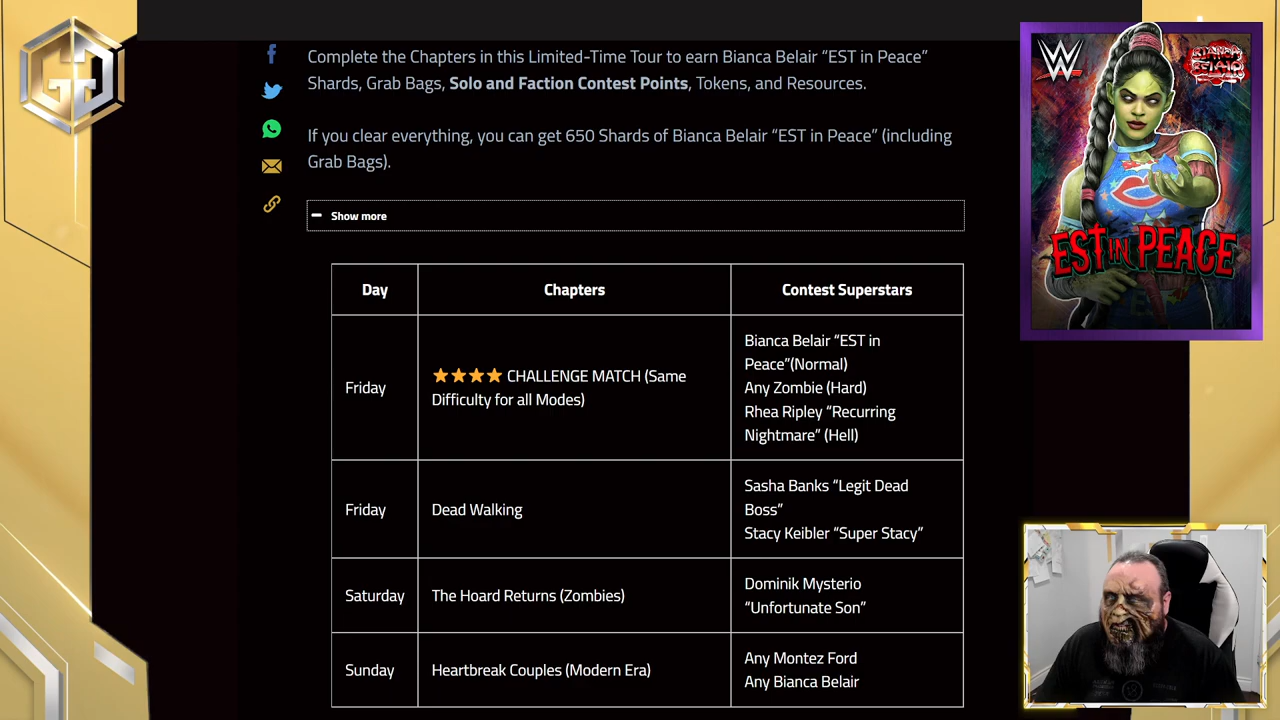 Complete the Chapters in this Limited-Time Tour to earn Bianca Belair “EST in Peace”
Shards, Grab Bags, Solo and Faction Contest Points, Tokens, and Resources.
If you clear everything, you can get 650 Shards of Bianca Belair “EST in Peace” (including
Grab Bags).
Show more
Day Chapters Contest Superstars
Friday
★★★★ CHALLENGE MATCH (Same
Difficulty for all Modes)
Bianca Belair “EST in
Peace”(Normal)
Any Zombie (Hard)
Rhea Ripley “Recurring
Nightmare” (Hell)
Friday
Dead Walking
Sasha Banks “Legit Dead
Boss”
Stacy Keibler “Super Stacy”
Saturday
The Hoard Returns (Zombies)
Dominik Mysterio
“Unfortunate Son”
Sunday
Heartbreak Couples (Modern Era)
Any Montez Ford
Any Bianca Belair
EST IN PEACE